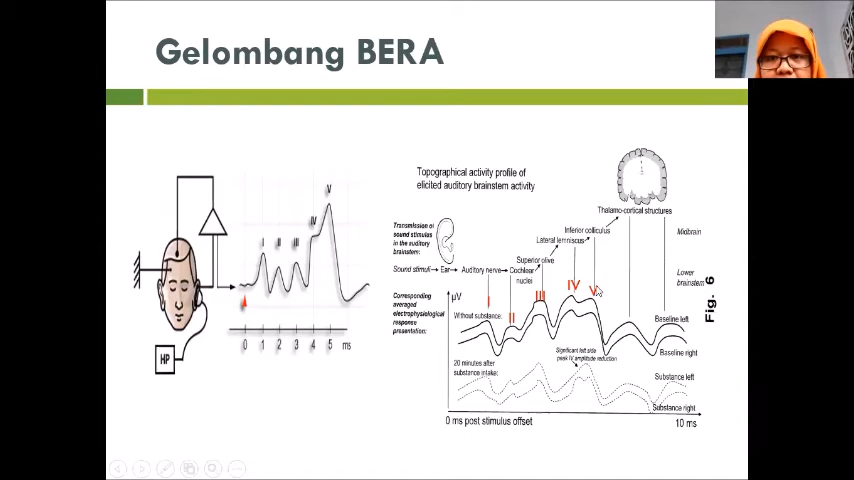 Gelombang BERA
I
II
III
IV
V
0 1 2 3 4 5 ms
HP
Topographical activity profile of
elicited auditory brainstem activity
Transmission of
sound stimulus
in the auditory
brainstem:
Sound stimuli
Ear
Auditory nerve
Cochlear
nuclei
Superior olive
Lateral lemniscus
Inferior colliculus
Thalamo-cortical structures
Midbrain
Lower
brainstem
Fig. 6
Corresponding
averaged
electrophysiological
response
presentation:
µV
I
II
III
IV
V
Without substance:
Baseline left
Baseline right
20 minutes after
substance intake:
Significant left side
peak IV amplitude reduction
Substance left
Substance right
0 ms post stimulus offset
10 ms